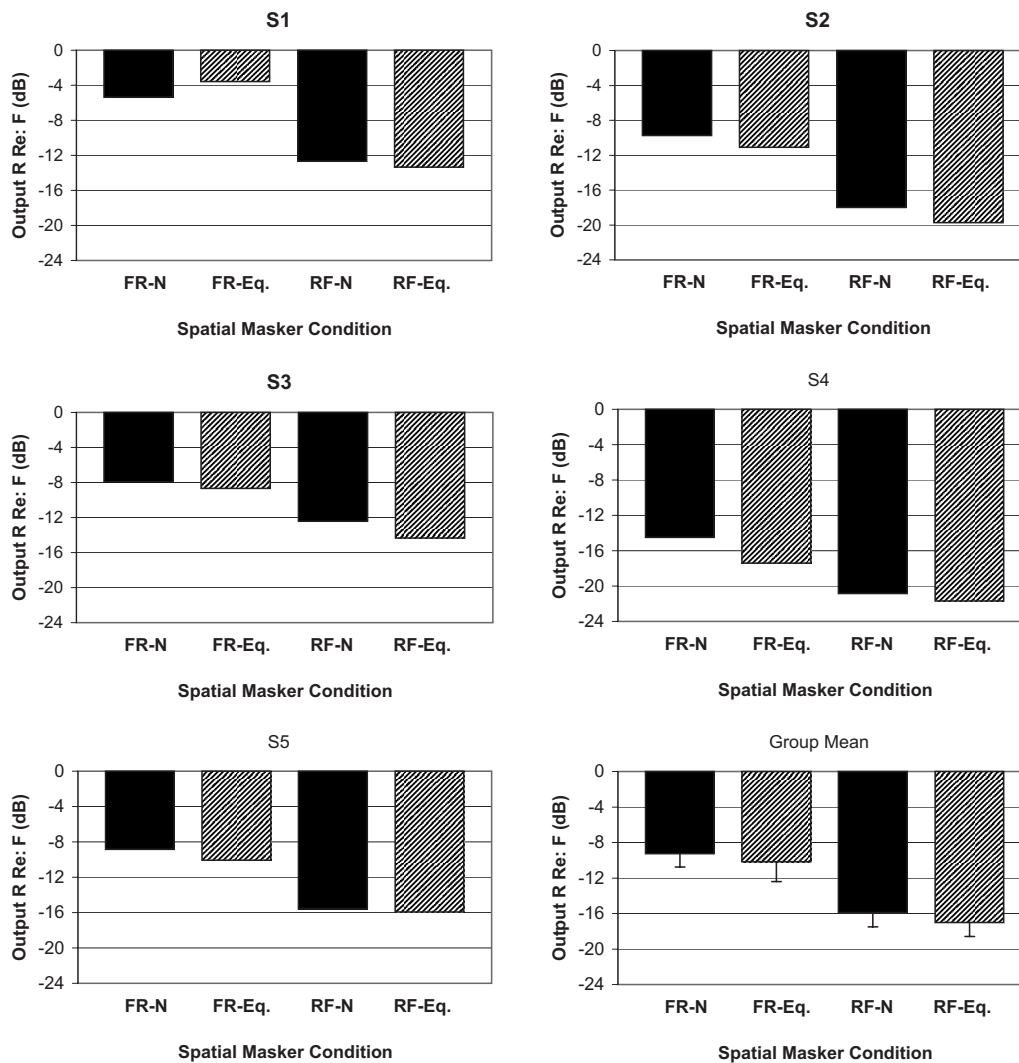 S1
Output R Re: F (dB)
0
-4
-8
-12
-16
-20
-24
FR-N FR-Eq. RF-N RF-Eq.
Spatial Masker Condition
S2
Output R Re: F (dB)
0
-4
-8
-12
-16
-20
-24
FR-N FR-Eq. RF-N RF-Eq.
Spatial Masker Condition
S3
Output R Re: F (dB)
0
-4
-8
-12
-16
-20
-24
FR-N FR-Eq. RF-N RF-Eq.
Spatial Masker Condition
S4
Output R Re: F (dB)
0
-4
-8
-12
-16
-20
-24
FR-N FR-Eq. RF-N RF-Eq.
Spatial Masker Condition
S5
Output R Re: F (dB)
0
-4
-8
-12
-16
-20
-24
FR-N FR-Eq. RF-N RF-Eq.
Spatial Masker Condition
Group Mean
Output R Re: F (dB)
0
-4
-8
-12
-16
-20
-24
FR-N FR-Eq. RF-N RF-Eq.
Spatial Masker Condition